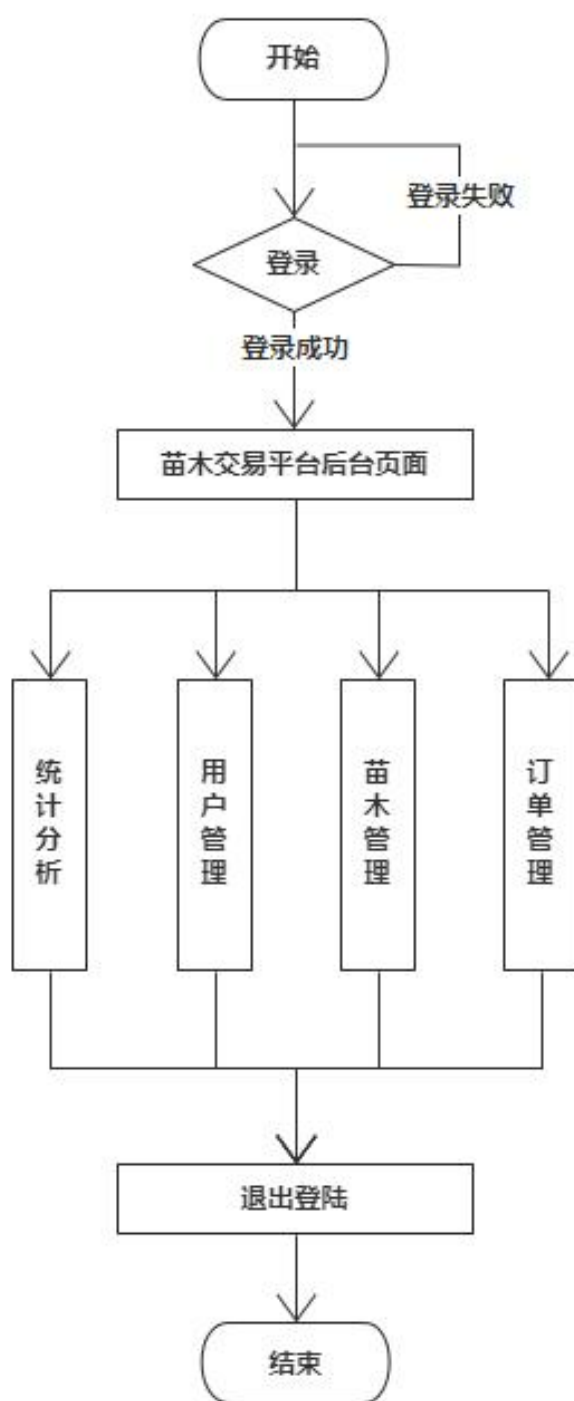 开始
登录失败
登录
登录成功
苗木交易平台后台页面
统计分析
用户管理
苗木管理
订单管理
退出登陆
结束